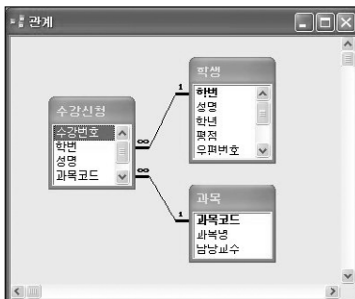 관계
학생
1
학번
성명
학년
평점
우편번호
수강신청
수강번호
학번
성명
과목코드
∞
∞
과목
1
과목코드
과목명
담당교수